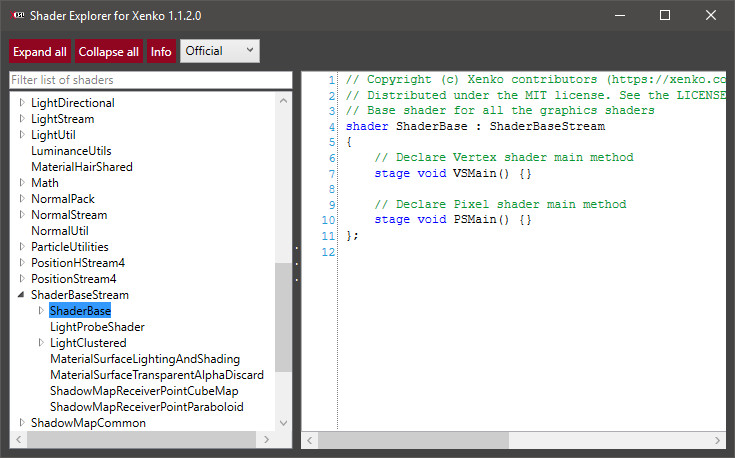 Shader Explorer for Xenko 1.1.2.0
Expand all Collapse all Info Official
Filter list of shaders
LightDirectional
LightStream
LightUtil
LuminanceUtils
MaterialHairShared
Math
NormalPack
NormalStream
NormalUtil
ParticleUtilities
PositionHStream4
PositionStream4
ShaderBaseStream
ShaderBase
LightProbeShader
LightClustered
MaterialSurfaceLightingAndShading
MaterialSurfaceTransparentAlphaDiscard
ShadowMapReceiverPointCubeMap
ShadowMapReceiverPointParaboloid
ShadowMapCommon
1 // Copyright (c) Xenko contributors (https://xenko.co
2 // Distributed under the MIT license. See the LICENSE
3 // Base shader for all the graphics shaders
4 shader ShaderBase : ShaderBaseStream
5 {
6 // Declare Vertex shader main method
7 stage void VSMain() {}
8
9 // Declare Pixel shader main method
10 stage void PSMain() {}
11 };
12